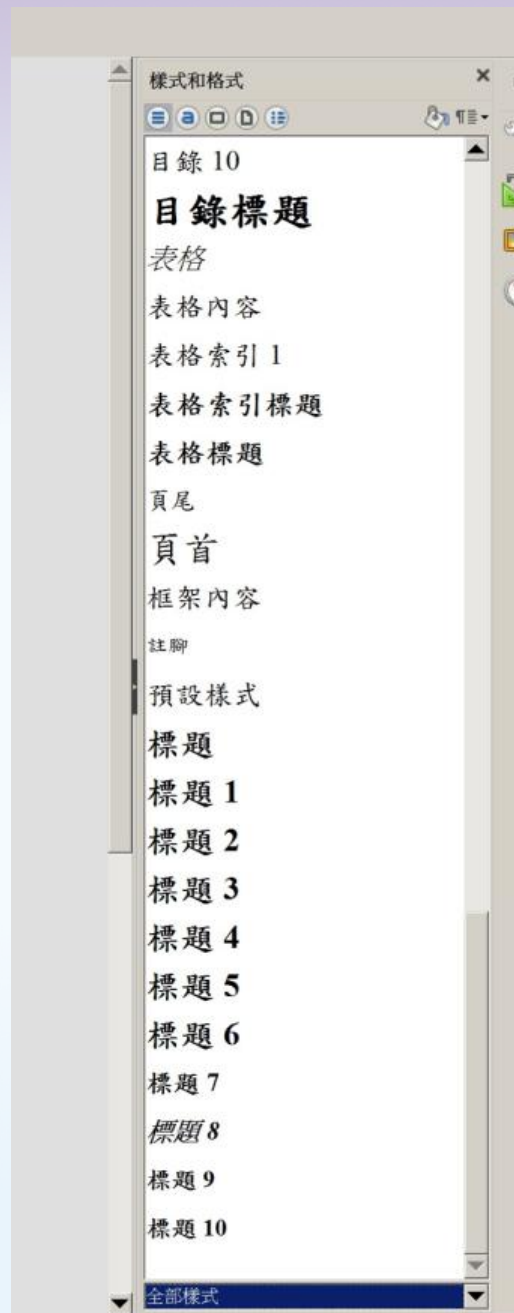 樣式和格式
目錄 10
目錄標題
表格
表格內容
表格索引 1
表格索引標題
表格標題
頁尾
頁首
框架內容
註腳
預設樣式
標題
標題 1
標題 2
標題 3
標題 4
標題 5
標題 6
標題 7
標題 8
標題 9
標題 10
全部樣式